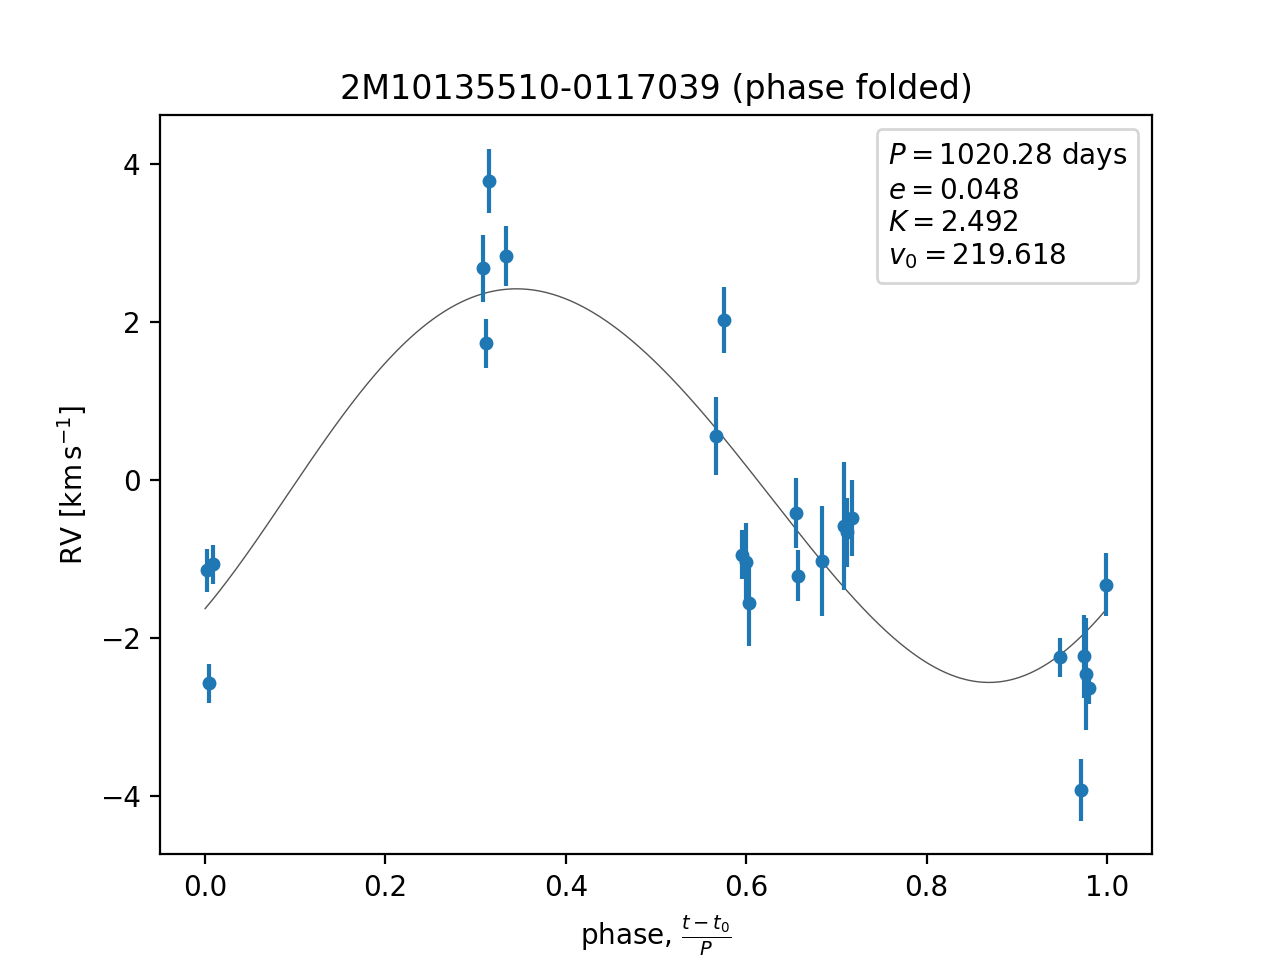 2M10135510-0117039 (phase folded)
P = 1020.28 days
e = 0.048
K = 2.492
v₀ = 219.618
RV [km s⁻¹]
4
2
0
−2
−4
0.0 0.2 0.4 0.6 0.8 1.0
phase, (t − t₀)/P